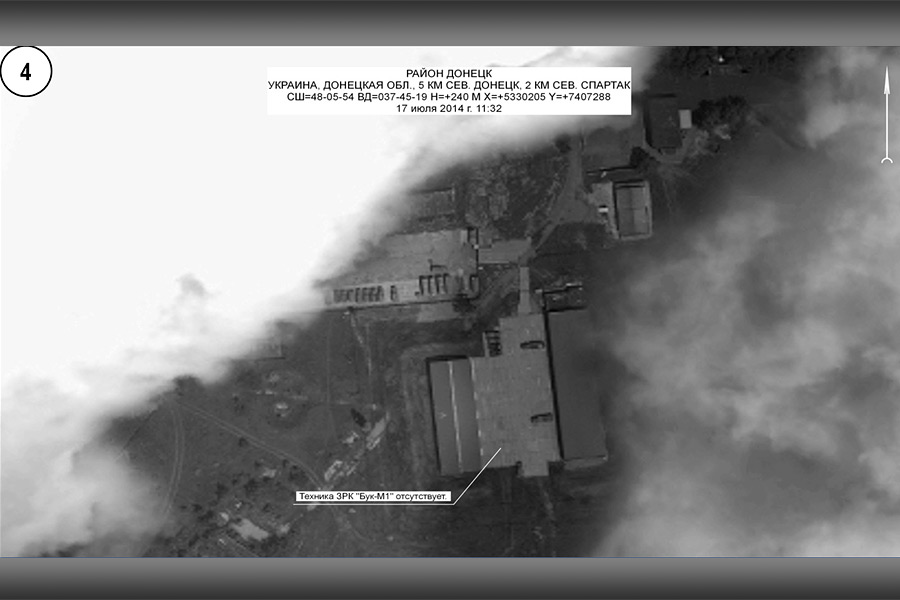 4
РАЙОН ДОНЕЦК
УКРАИНА, ДОНЕЦКАЯ ОБЛ., 5 КМ СЕВ. ДОНЕЦК, 2 КМ СЕВ. СПАРТАК
СШ=48-05-54 ВД=037-45-19 Н=+240 М X=+5330205 Y=+7407288
17 июля 2014 г. 11:32
Техника ЗРК "Бук-М1" отсутствует.